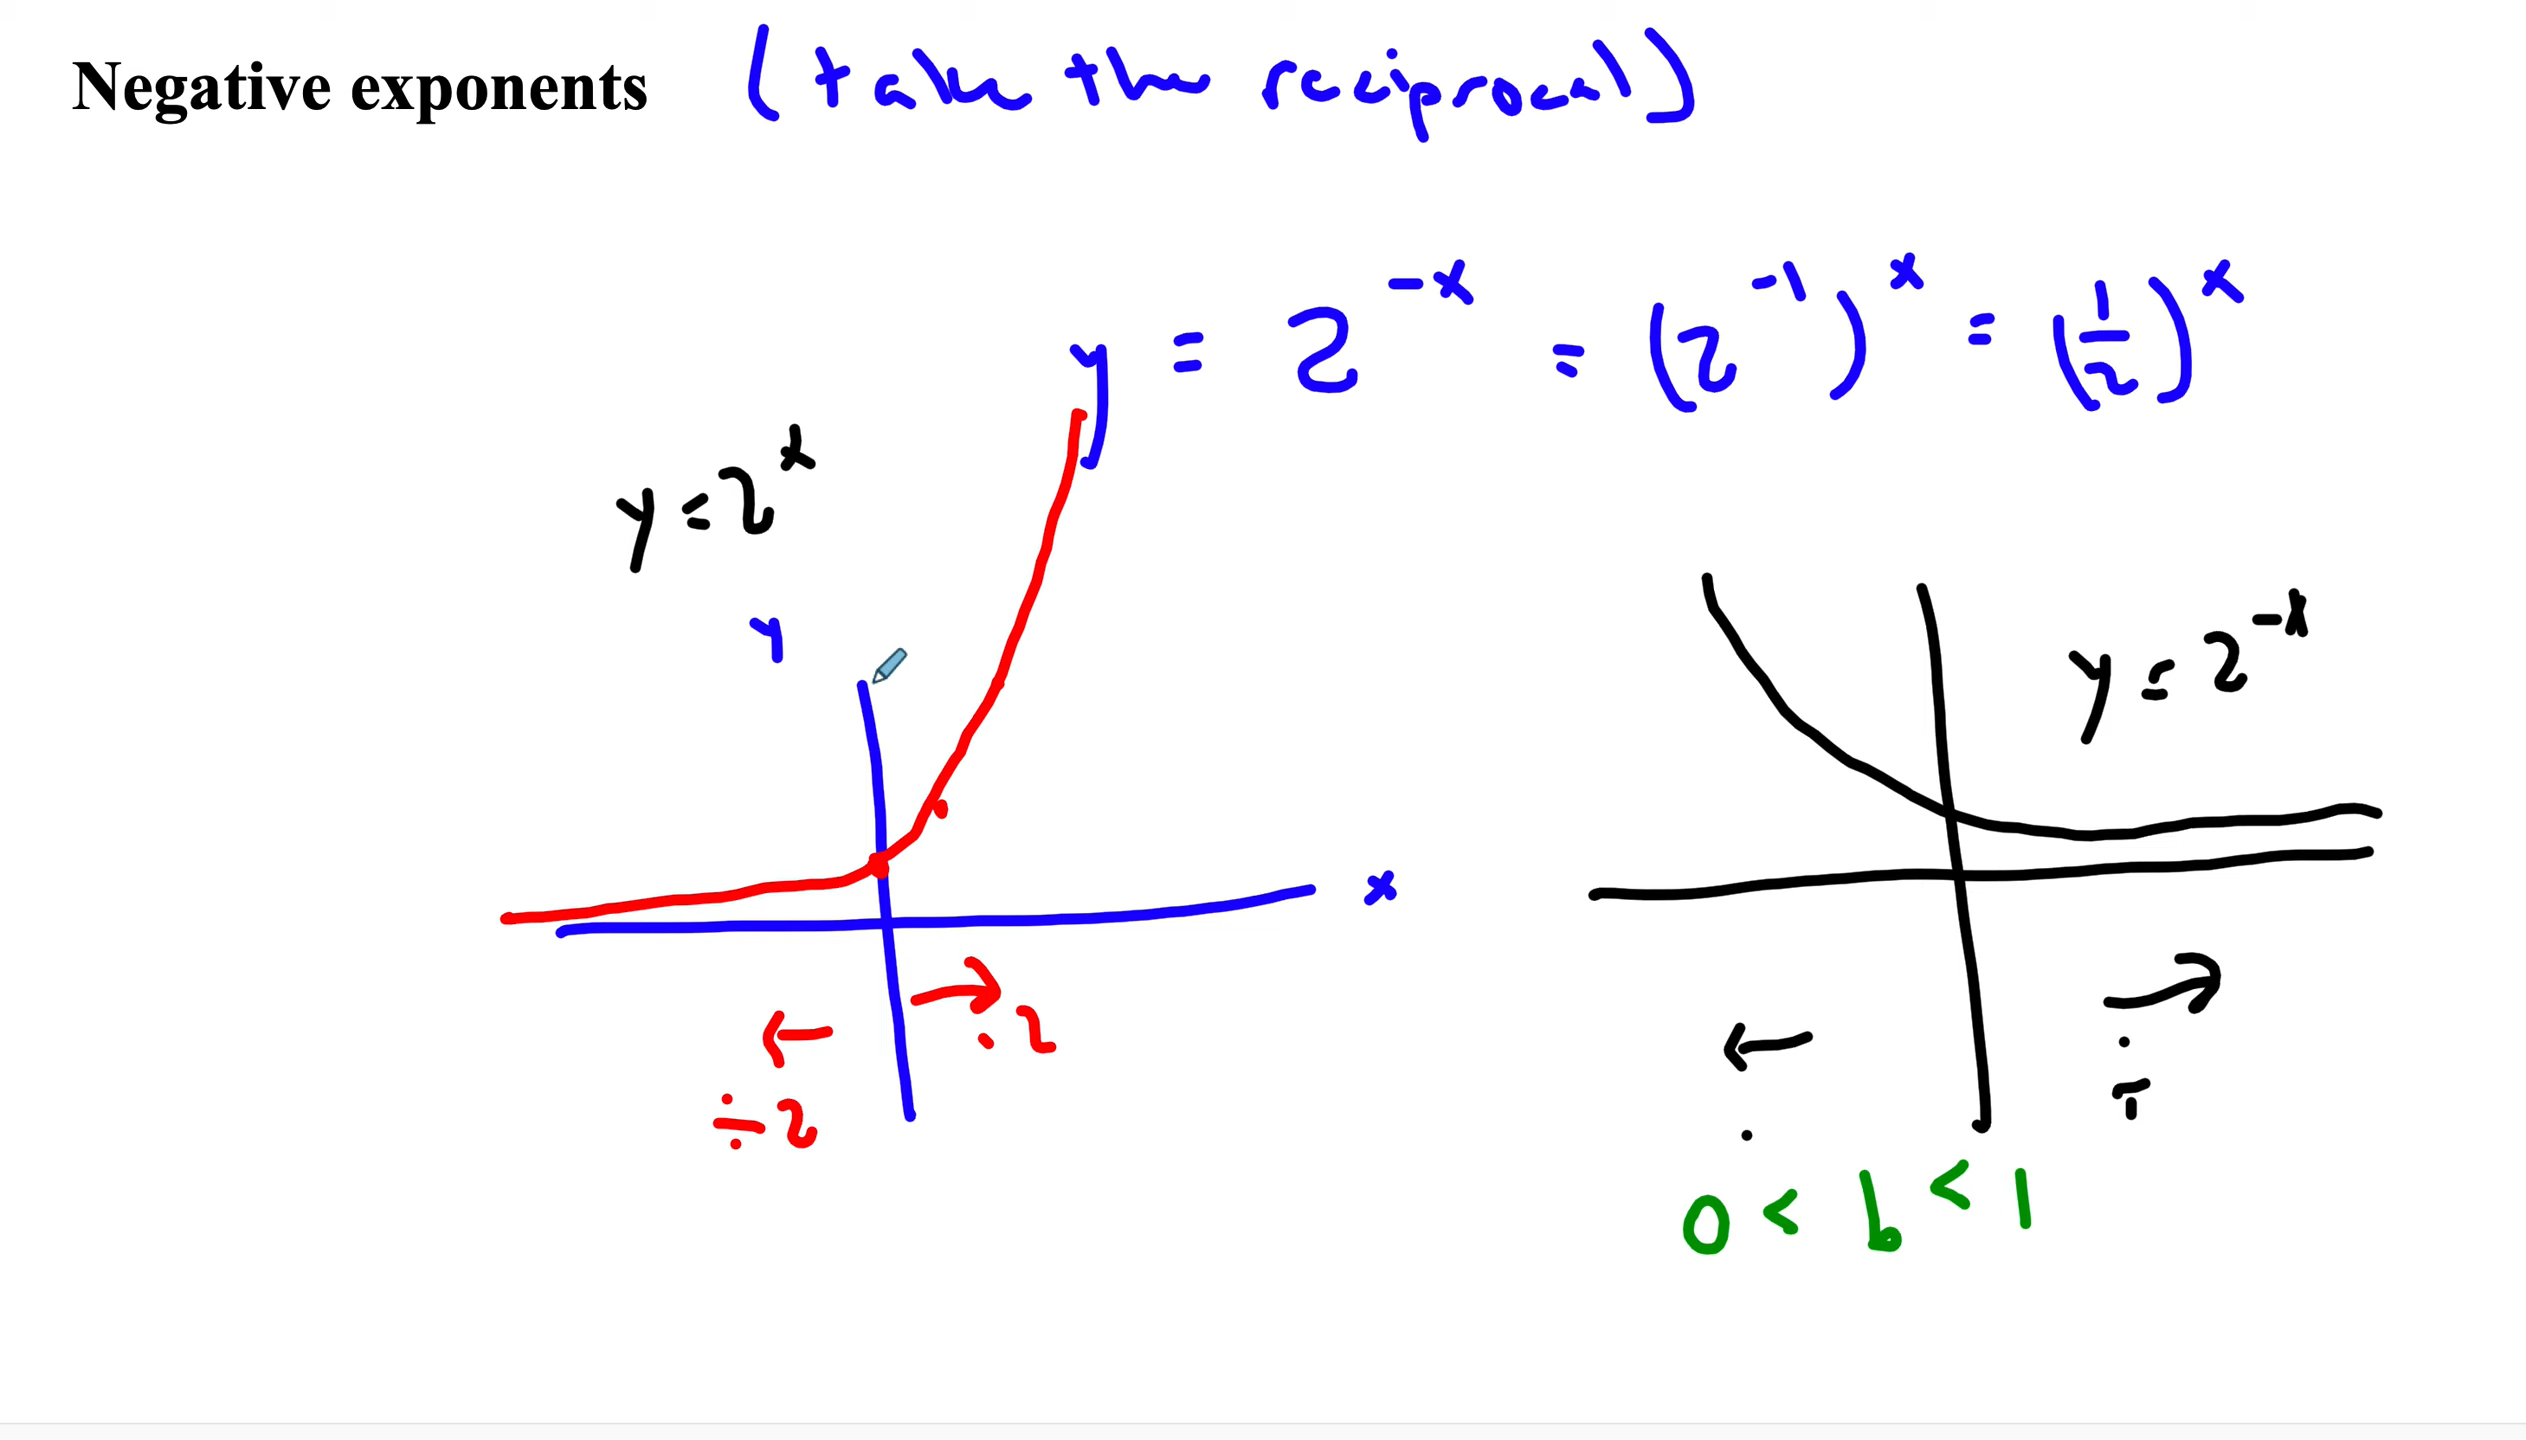 Negative exponents (take the reciprocal)
y = 2^{-x} = (2^{-1})^x = (1/2)^x
y = 2^x
y
y = 2^{-x}
x
· 2
÷ 2
÷
·
0 < b < 1